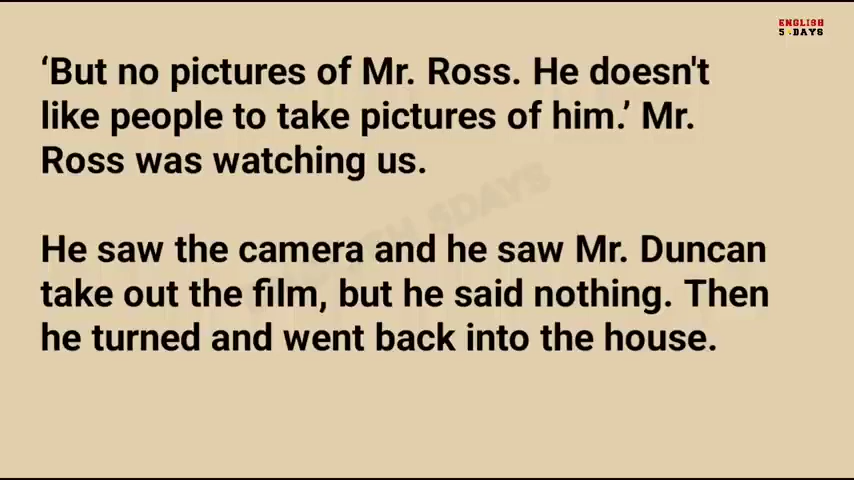 ENGLISH
5 DAYS
‘But no pictures of Mr. Ross. He doesn't
like people to take pictures of him.’ Mr.
Ross was watching us.
He saw the camera and he saw Mr. Duncan
take out the film, but he said nothing. Then
he turned and went back into the house.
ENGLISH 5DAYS